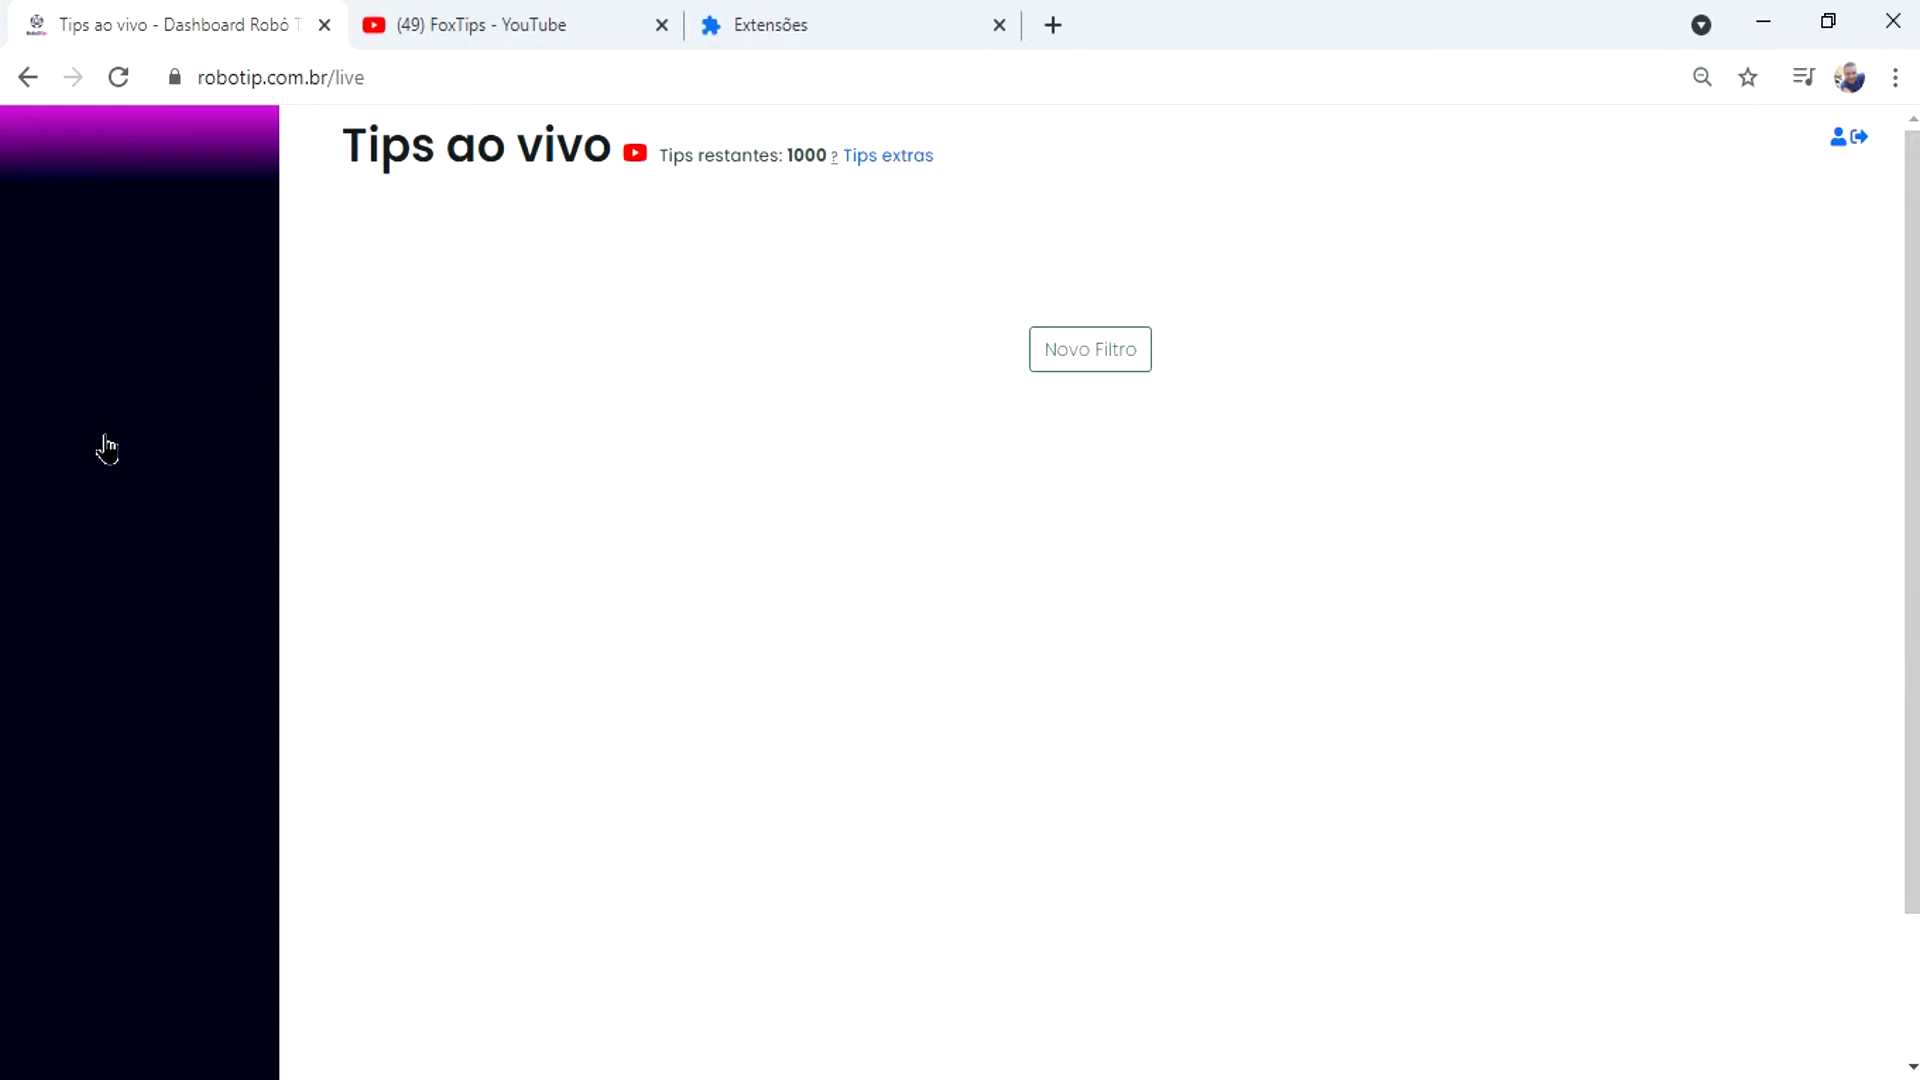 Tips ao vivo - Dashboard Robô T
(49) FoxTips - YouTube
Extensões
robotip.com.br/live
Tips ao vivo Tips restantes: 1000 ? Tips extras
Novo Filtro